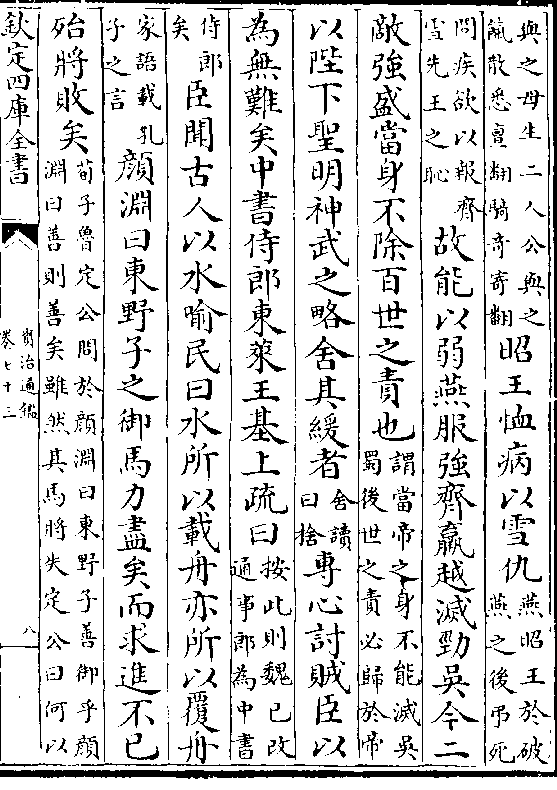 與之母生二人公與之
餼散悉亶翻騎奇寄翻
昭王恤病以雪仇
燕昭王於破
燕之後弔死
問疾欲以報齊
雪先王之恥
故能以弱燕服強齊羸越滅勁吳今二
敵強盛當身不除百世之責也
謂當帝之身不能滅吳
蜀後世之責必歸於帝
以陛下聖明神武之略舍其緩者
舍讀
曰捨
專心討賊臣以
為無難矣中書侍郎東萊王基上疏曰
按此則魏已改
通事郎為中書
侍郎
矣
臣聞古人以水喻民曰水所以載舟亦所以覆舟
家語載孔
子之言
顏淵曰東野子之御馬力盡矣而求進不已
殆將敗矣
荀子魯定公問於顏淵曰東野子善御乎顏
淵曰善則善矣雖然其馬將失定公曰何以
欽定四庫全書
資治通鑑
卷七十三
八